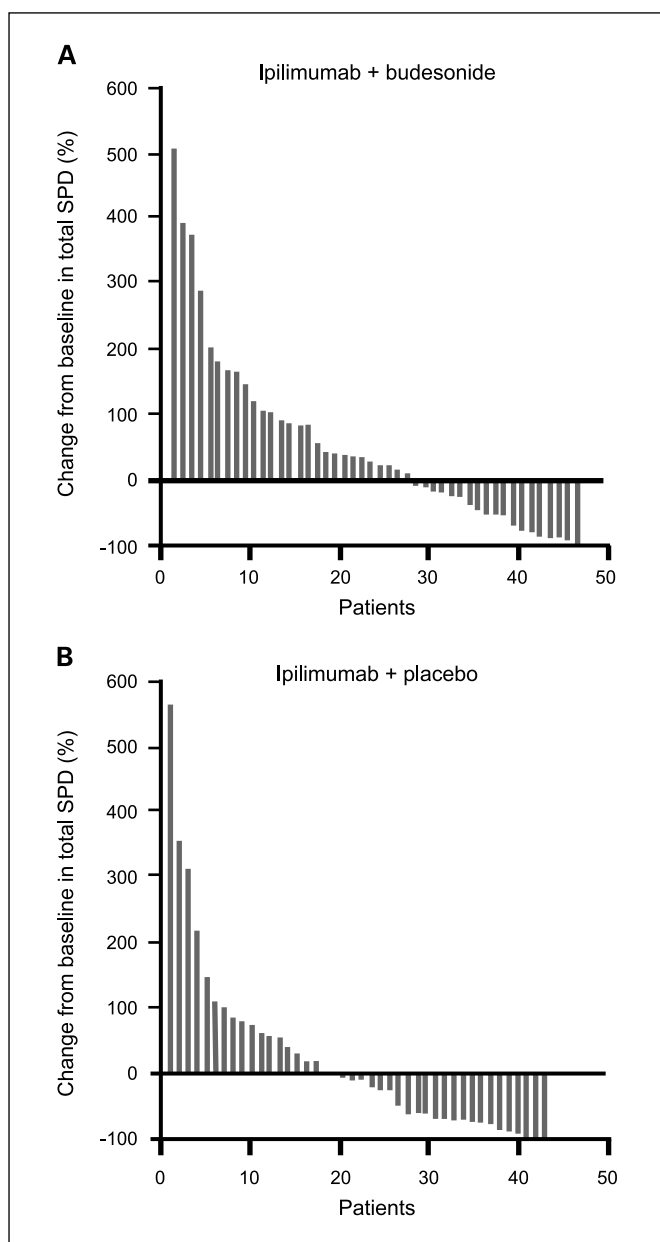 A
Ipilimumab + budesonide
Change from baseline in total SPD (%)
600
500
400
300
200
100
0
-100
0 10 20 30 40 50
Patients
B
Ipilimumab + placebo
Change from baseline in total SPD (%)
600
500
400
300
200
100
0
-100
0 10 20 30 40 50
Patients